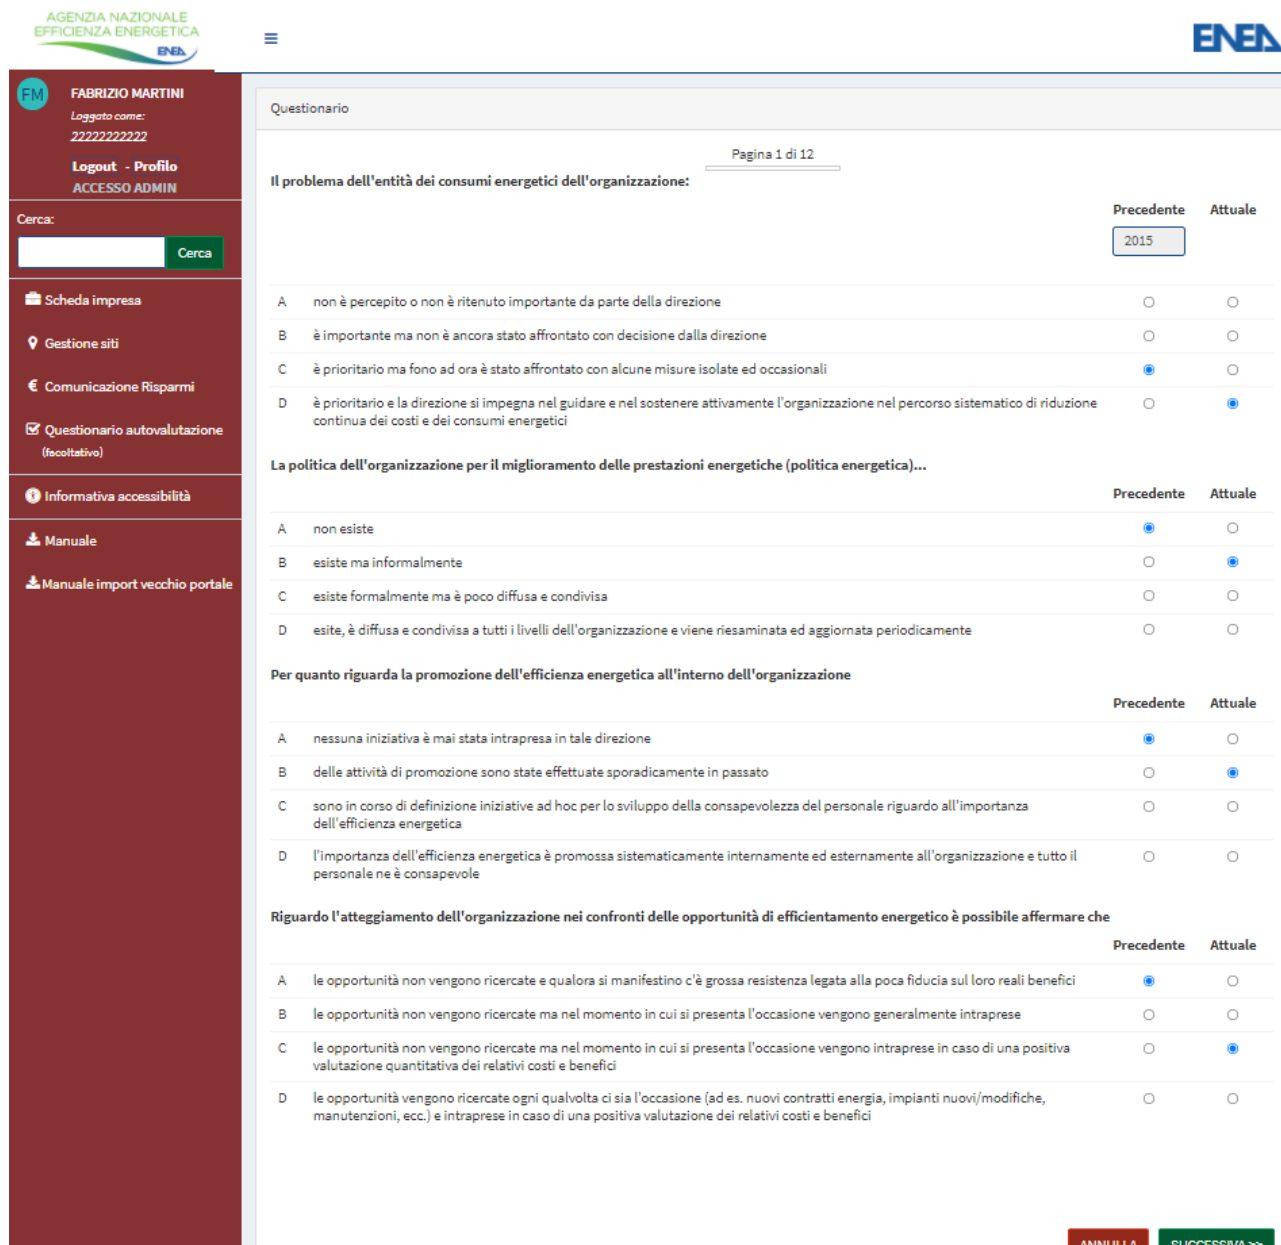 AGENZIA NAZIONALE
EFFICIENZA ENERGETICA
ENEA
ENEA
FM
FABRIZIO MARTINI
Loggato come:
22222222222
Logout - Profilo
ACCESSO ADMIN
Cerca:
Cerca
Scheda impresa
Gestione siti
€ Comunicazione Risparmi
Questionario autovalutazione
(facoltativo)
Informativa accessibilità
Manuale
Manuale import vecchio portale
Questionario
Pagina 1 di 12
Il problema dell'entità dei consumi energetici dell'organizzazione:
Precedente Attuale
2015
A non è percepito o non è ritenuto importante da parte della direzione
B è importante ma non è ancora stato affrontato con decisione dalla direzione
C è prioritario ma fono ad ora è stato affrontato con alcune misure isolate ed occasionali
D è prioritario e la direzione si impegna nel guidare e nel sostenere attivamente l'organizzazione nel percorso sistematico di riduzione
continua dei costi e dei consumi energetici
La politica dell'organizzazione per il miglioramento delle prestazioni energetiche (politica energetica)...
Precedente Attuale
A non esiste
B esiste ma informalmente
C esiste formalmente ma è poco diffusa e condivisa
D esite, è diffusa e condivisa a tutti i livelli dell'organizzazione e viene riesaminata ed aggiornata periodicamente
Per quanto riguarda la promozione dell'efficienza energetica all'interno dell'organizzazione
Precedente Attuale
A nessuna iniziativa è mai stata intrapresa in tale direzione
B delle attività di promozione sono state effettuate sporadicamente in passato
C sono in corso di definizione iniziative ad hoc per lo sviluppo della consapevolezza del personale riguardo all'importanza
dell'efficienza energetica
D l'importanza dell'efficienza energetica è promossa sistematicamente internamente ed esternamente all'organizzazione e tutto il
personale ne è consapevole
Riguardo l'atteggiamento dell'organizzazione nei confronti delle opportunità di efficientamento energetico è possibile affermare che
Precedente Attuale
A le opportunità non vengono ricercate e qualora si manifestino c'è grossa resistenza legata alla poca fiducia sul loro reali benefici
B le opportunità non vengono ricercate ma nel momento in cui si presenta l'occasione vengono generalmente intraprese
C le opportunità non vengono ricercate ma nel momento in cui si presenta l'occasione vengono intraprese in caso di una positiva
valutazione quantitativa dei relativi costi e benefici
D le opportunità vengono ricercate ogni qualvolta ci sia l'occasione (ad es. nuovi contratti energia, impianti nuovi/modifiche,
manutenzioni, ecc.) e intraprese in caso di una positiva valutazione dei relativi costi e benefici
ANNULLA SUCCESSIVA >>